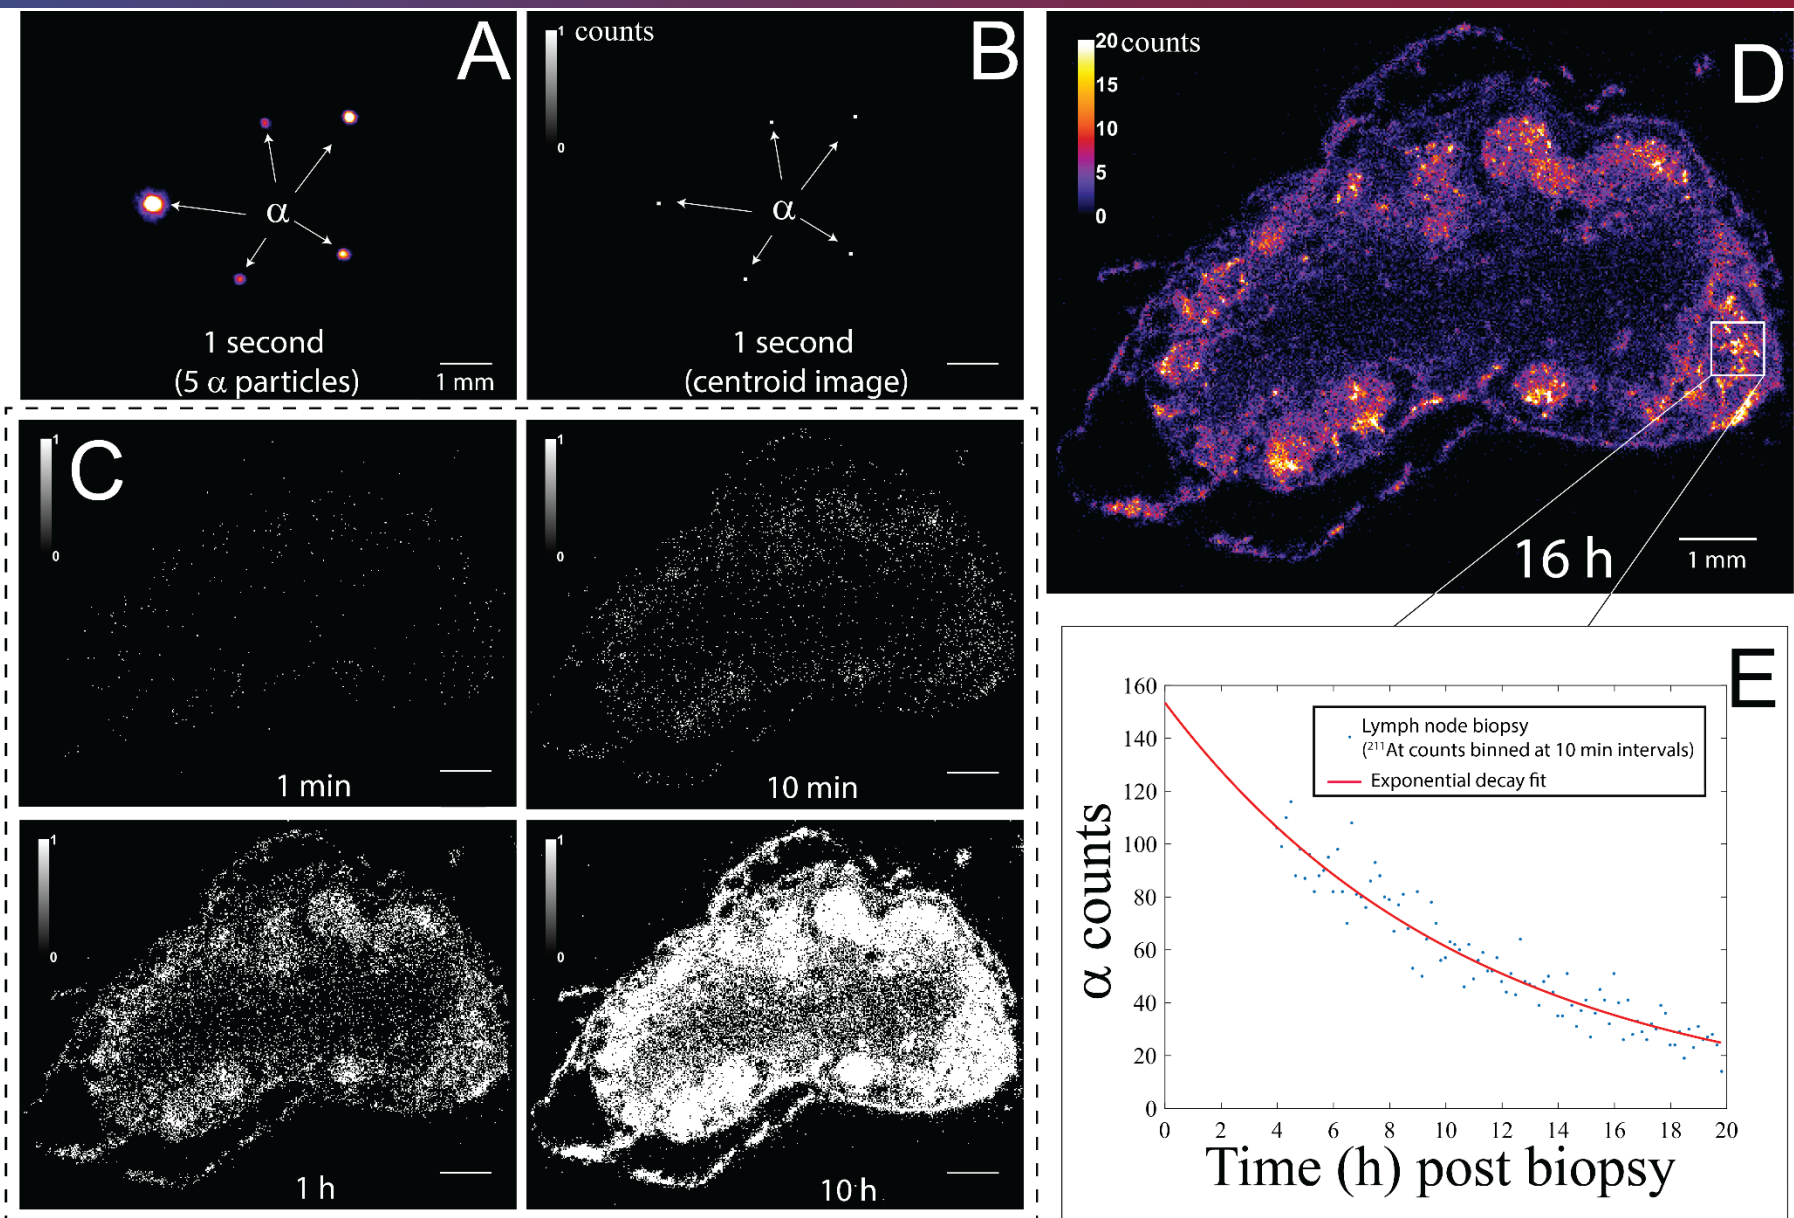 A
α
1 second
(5 α particles)
1 mm
1 counts
0
B
α
1 second
(centroid image)
1
0
C
1 min
1
0
10 min
1
0
1 h
1
0
10 h
20 counts
15
10
5
0
D
16 h
1 mm
E
160
140
120
100
80
60
40
20
0
α counts
Lymph node biopsy
(²¹¹At counts binned at 10 min intervals)
Exponential decay fit
0 2 4 6 8 10 12 14 16 18 20
Time (h) post biopsy